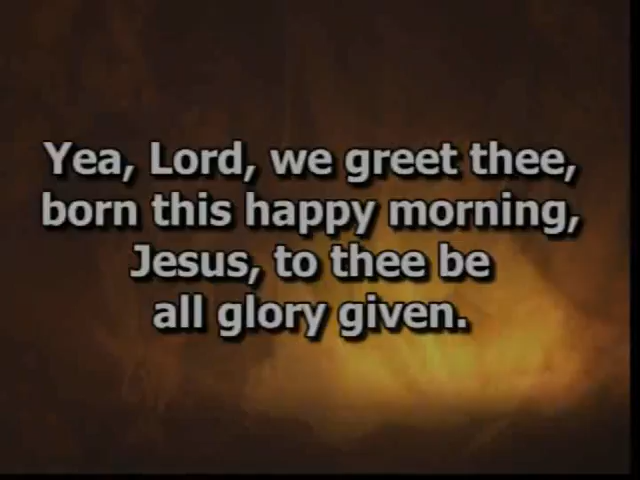 Yea, Lord, we greet thee,
born this happy morning,
Jesus, to thee be
all glory given.